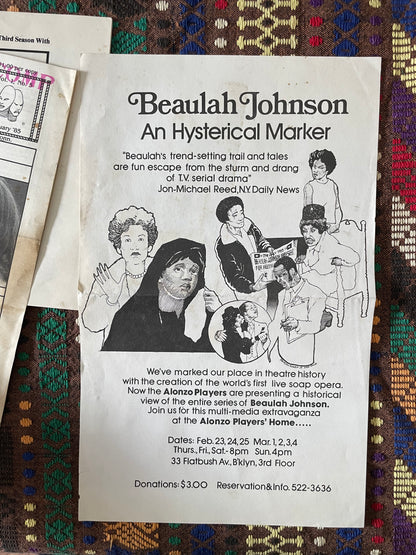 Third Season With
Beaulah Johnson
An Hysterical Marker
"Beaulah's trend-setting trail and tales
are fun escape from the sturm and drang
of T.V. serial drama"
Jon-Michael Reed, N.Y. Daily News
We've marked our place in theatre history
with the creation of the world's first live soap opera.
Now the Alonzo Players are presenting a historical
view of the entire series of Beaulah Johnson.
Join us for this multi-media extravaganza
at the Alonzo Players' Home.....
Dates: Feb. 23, 24, 25 Mar. 1, 2, 3, 4
Thurs., Fri., Sat.- 8pm Sun. 4pm
33 Flatbush Av., B'klyn, 3rd Floor
Donations: $3.00 Reservation & Info. 522-3636